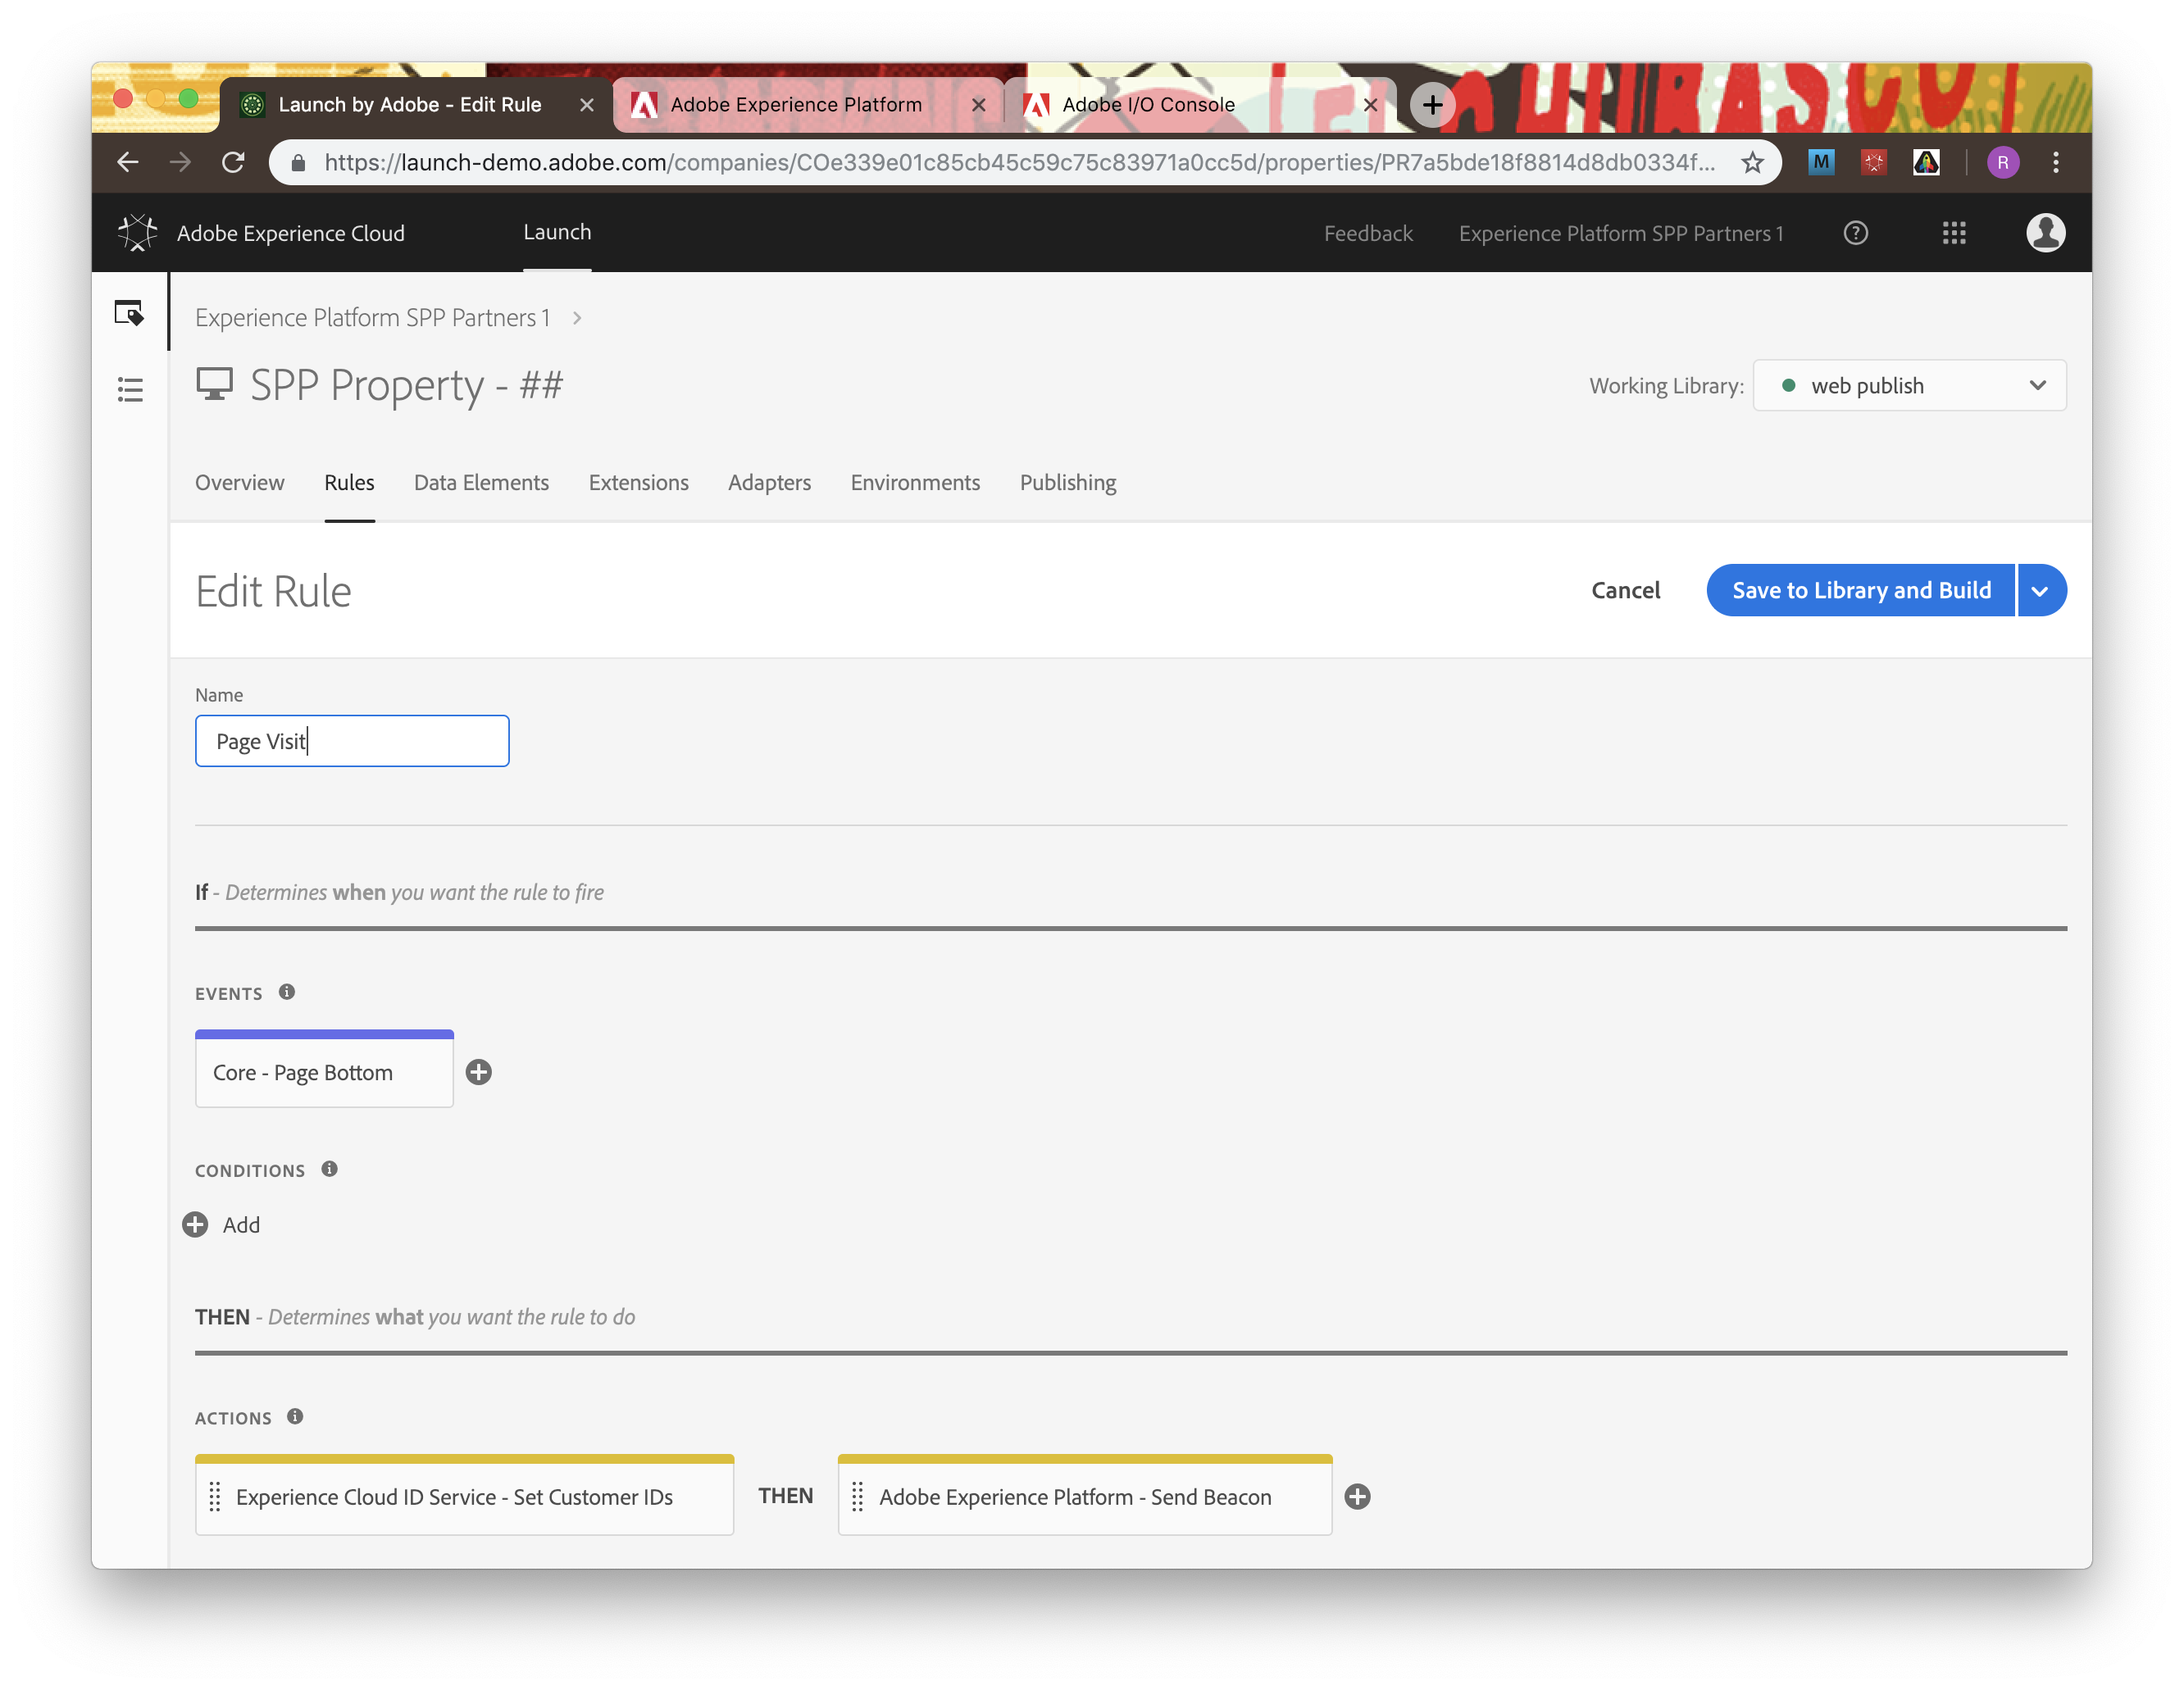 Launch by Adobe - Edit Rule
Adobe Experience Platform
Adobe I/O Console
https://launch-demo.adobe.com/companies/COe339e01c85cb45c59c75c83971a0cc5d/properties/PR7a5bde18f8814d8db0334f...
M
R
Adobe Experience Cloud
Launch
Feedback
Experience Platform SPP Partners 1
Experience Platform SPP Partners 1
SPP Property - ##
Working Library:
web publish
Overview
Rules
Data Elements
Extensions
Adapters
Environments
Publishing
Edit Rule
Cancel
Save to Library and Build
Name
Page Visit
If - Determines when you want the rule to fire
EVENTS
Core - Page Bottom
CONDITIONS
Add
THEN - Determines what you want the rule to do
ACTIONS
Experience Cloud ID Service - Set Customer IDs
THEN
Adobe Experience Platform - Send Beacon